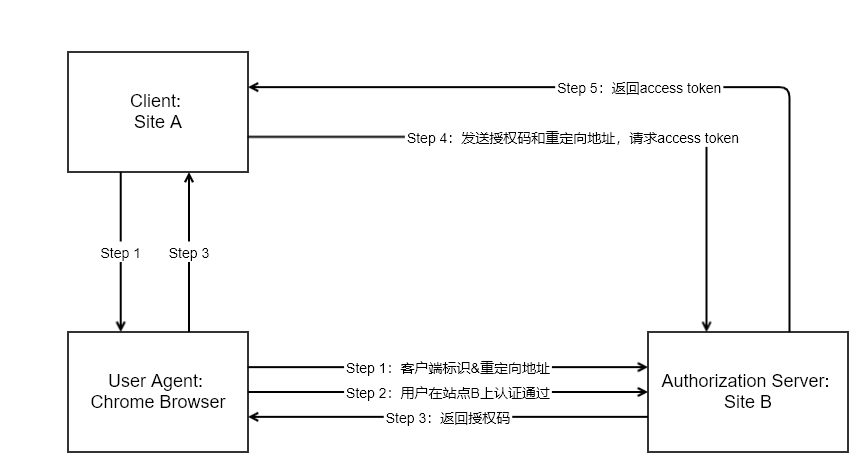 Client:
Site A
Step 5：返回access token
Step 4：发送授权码和重定向地址，请求access token
Step 1
Step 3
User Agent:
Chrome Browser
Step 1：客户端标识&重定向地址
Step 2：用户在站点B上认证通过
Step 3：返回授权码
Authorization Server:
Site B